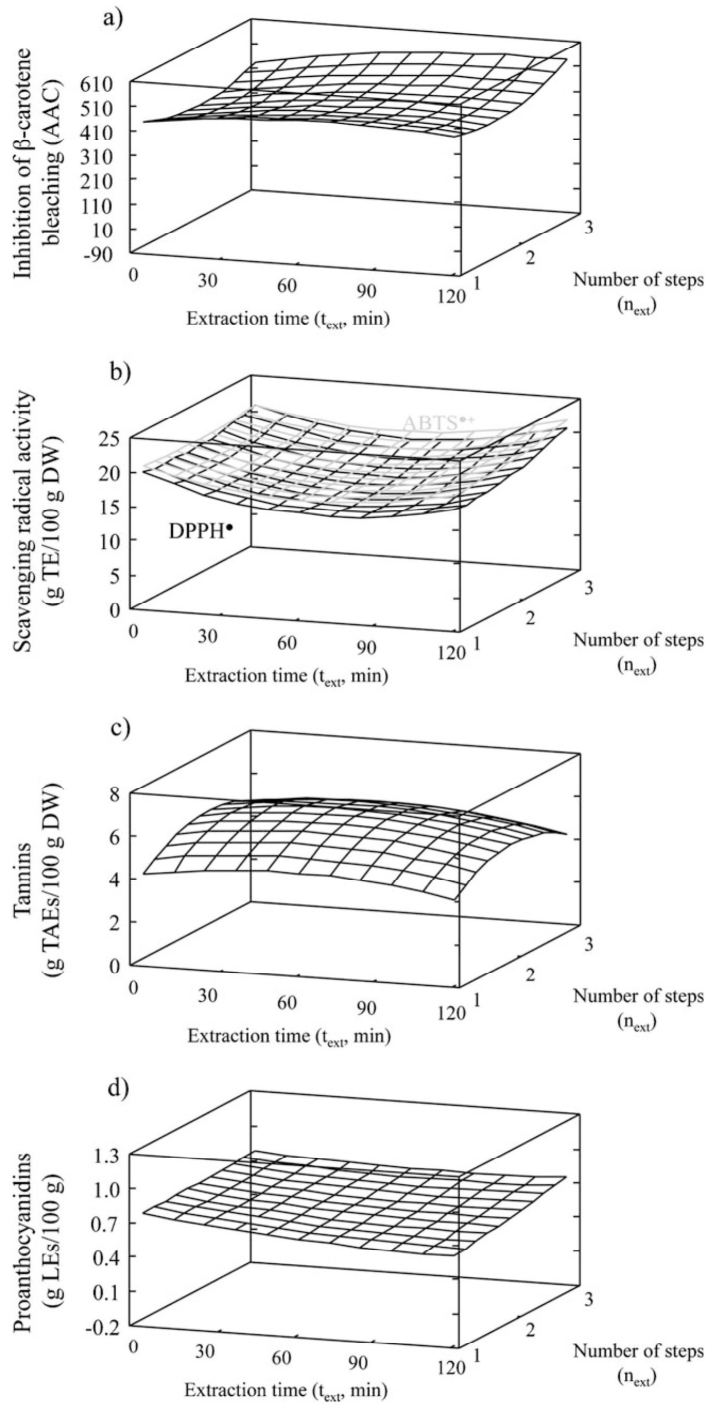 a)
Inhibition of β-carotene
bleaching (AAC)
610
510
410
310
210
110
10
-90
0
30
60
90
120
1
2
3
Extraction time (t_ext, min)
Number of steps
(n_ext)
b)
Scavenging radical activity
(g TE/100 g DW)
25
20
15
10
5
0
ABTS•+
DPPH•
0
30
60
90
120
1
2
3
Extraction time (t_ext, min)
Number of steps
(n_ext)
c)
Tannins
(g TAEs/100 g DW)
8
6
4
2
0
0
30
60
90
120
1
2
3
Extraction time (t_ext, min)
Number of steps
(n_ext)
d)
Proanthocyanidins
(g LEs/100 g)
1.3
1.0
0.7
0.4
0.1
-0.2
0
30
60
90
120
1
2
3
Extraction time (t_ext, min)
Number of steps
(n_ext)